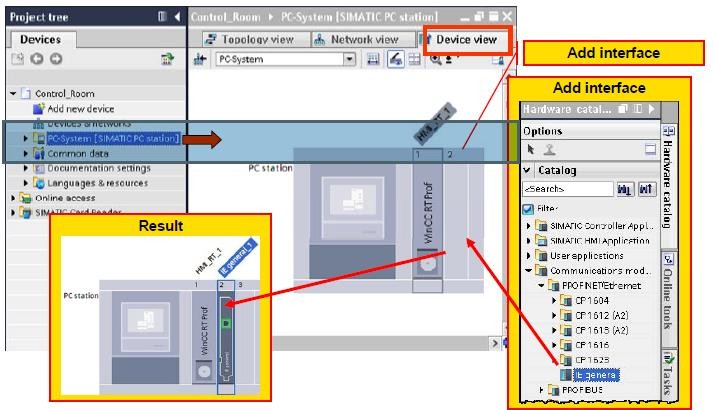 Project tree
Devices
Control_Room
Add new device
Devices & networks
PC-System [SIMATIC PC station]
Common data
Documentation settings
Languages & resources
Online access
SIMATIC Card Reader
Control_Room ▸ PC-System [SIMATIC PC station]
Topology view
Network view
Device view
PC-System
HMI_RT_1
1 2
PC station
WinCC RT Prof
Add interface
Add interface
Hardware catal...
Options
Catalog
<Search>
Filter
SIMATIC Controller Appl...
SIMATIC HMI Application
User applications
Communications mod...
PROFINET/Ethernet
CP 1604
CP 1612 (A2)
CP 1613 (A2)
CP 1616
CP 1623
IE general
PROFIBUS
Hardware catalog
Online tools
Tasks
Result
HMI_RT_1
IE general_1
1 2 3
PC station
WinCC RT Prof
IE general